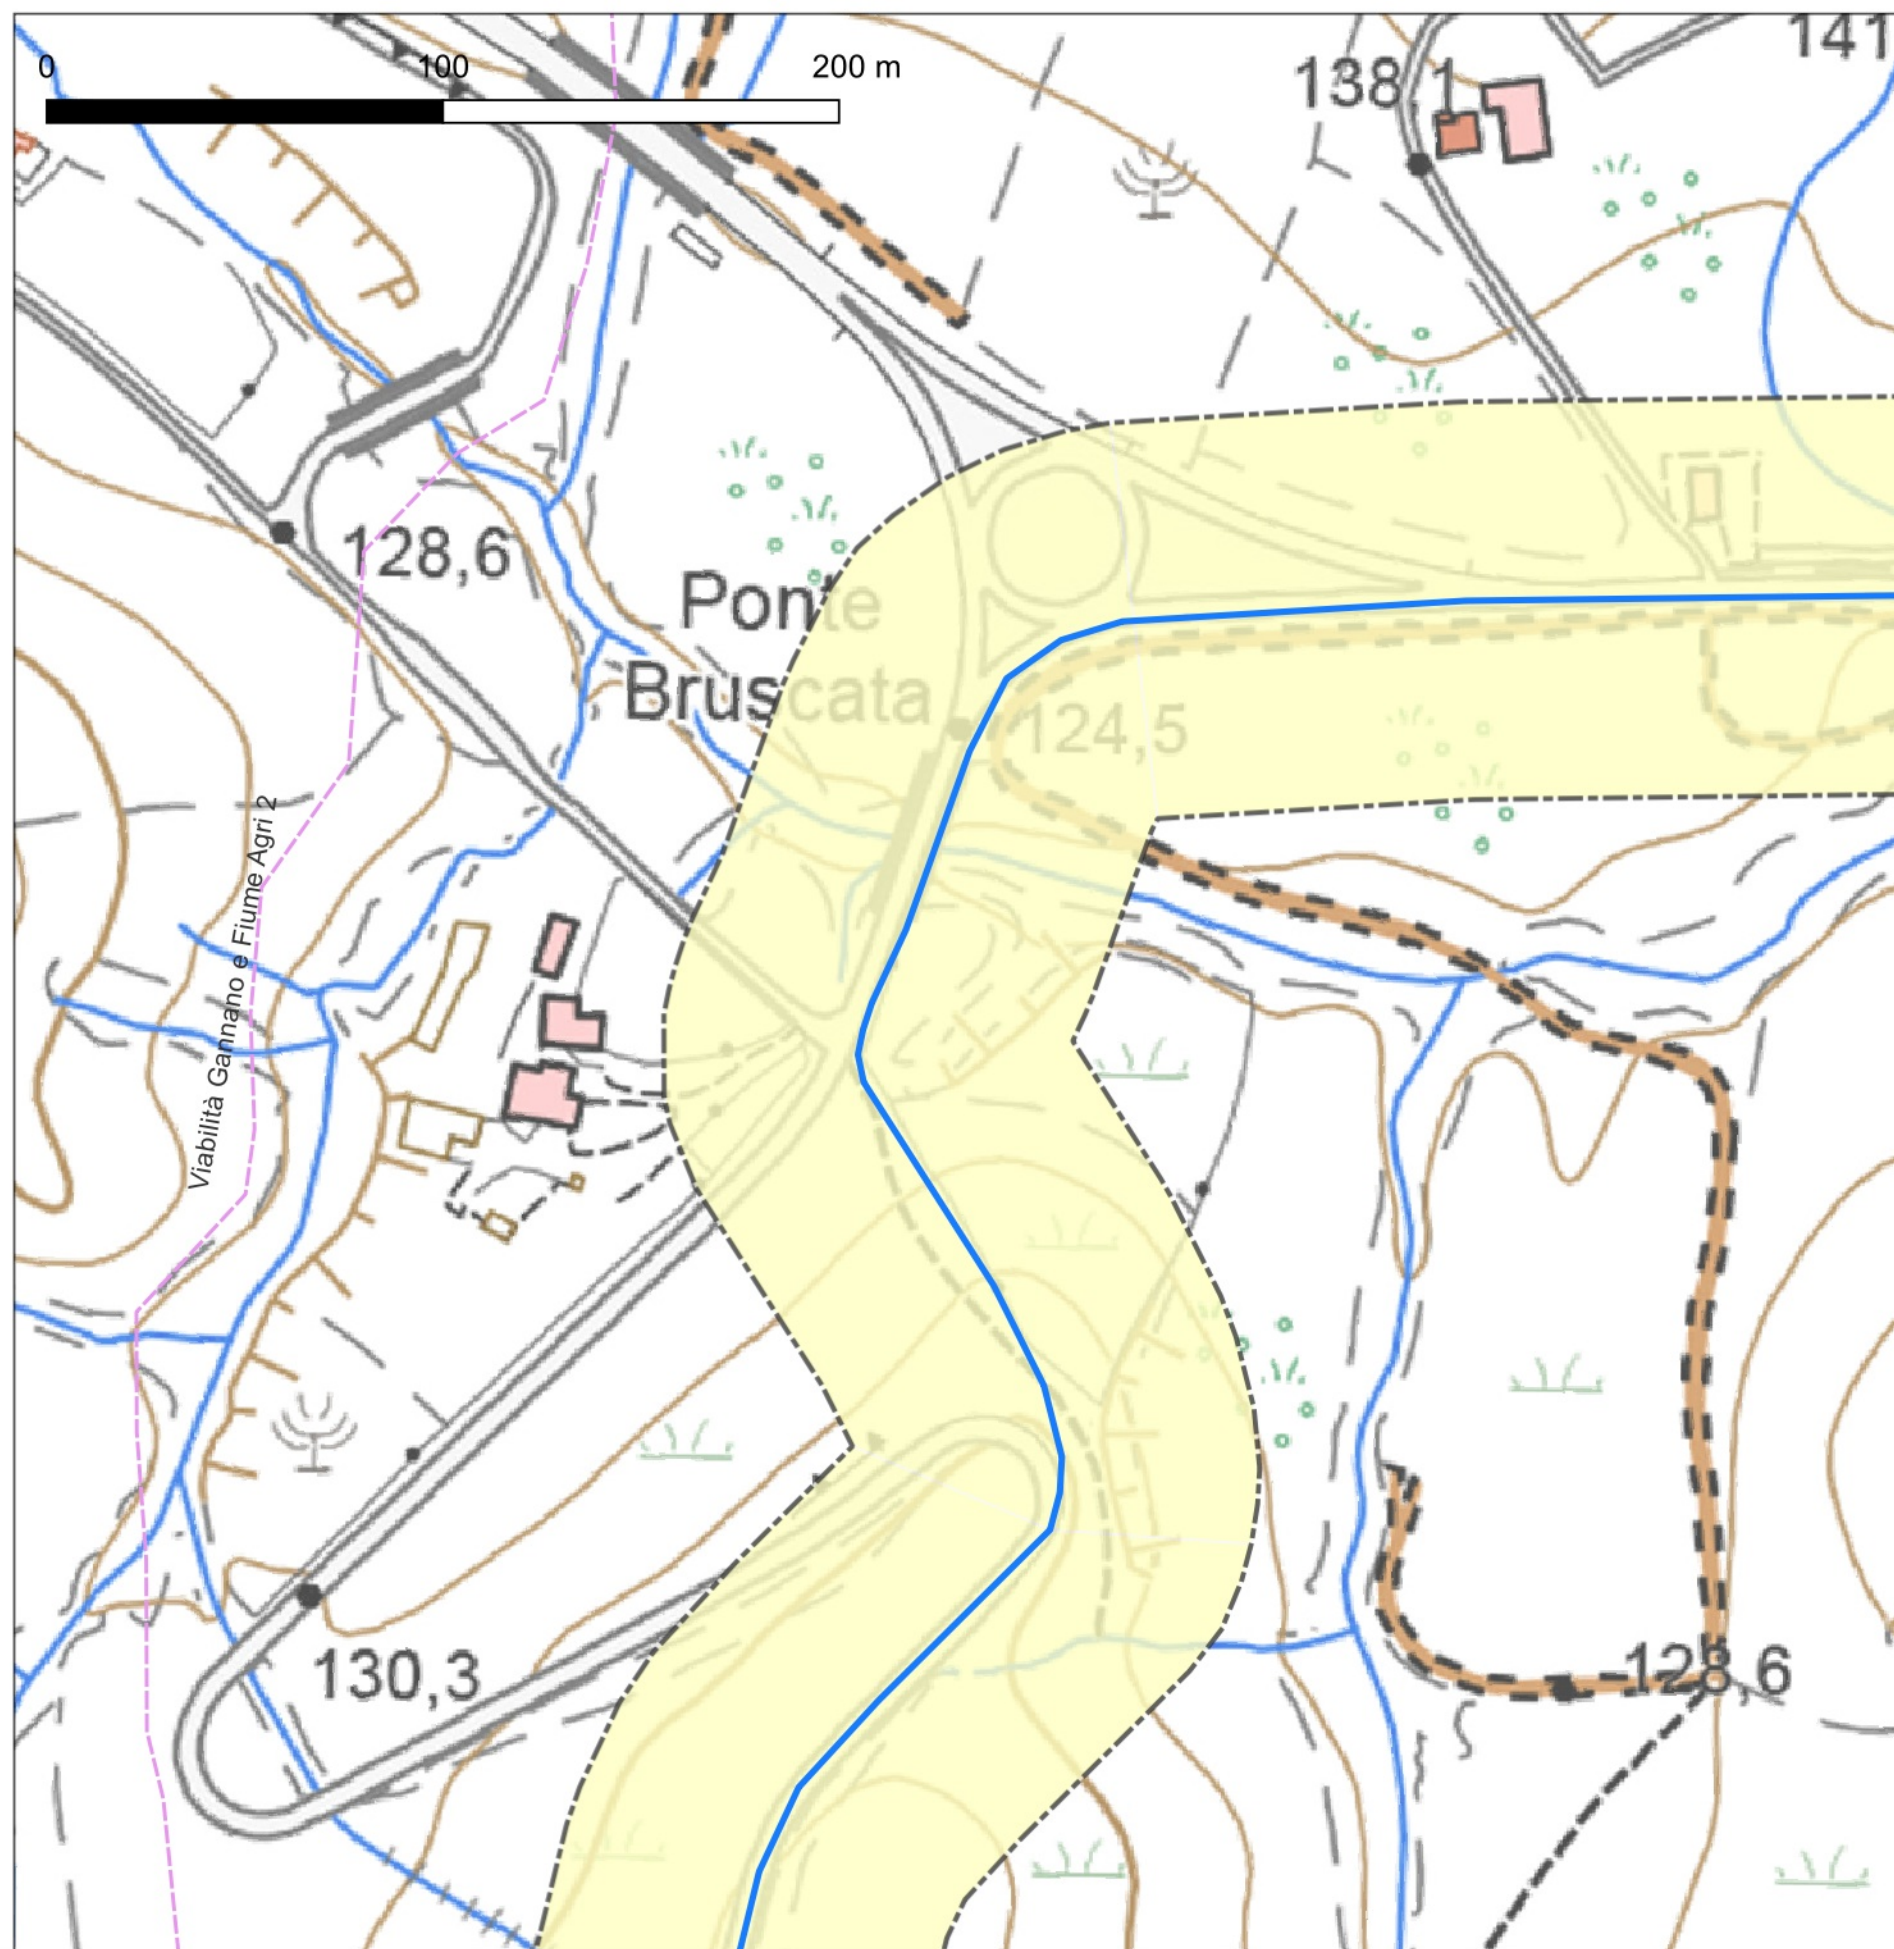 0 100 200 m
141
138,1
128,6
Ponte
Bruscata
124,5
Viabilità Gannano e Fiume Agri 2
130,3
128,6